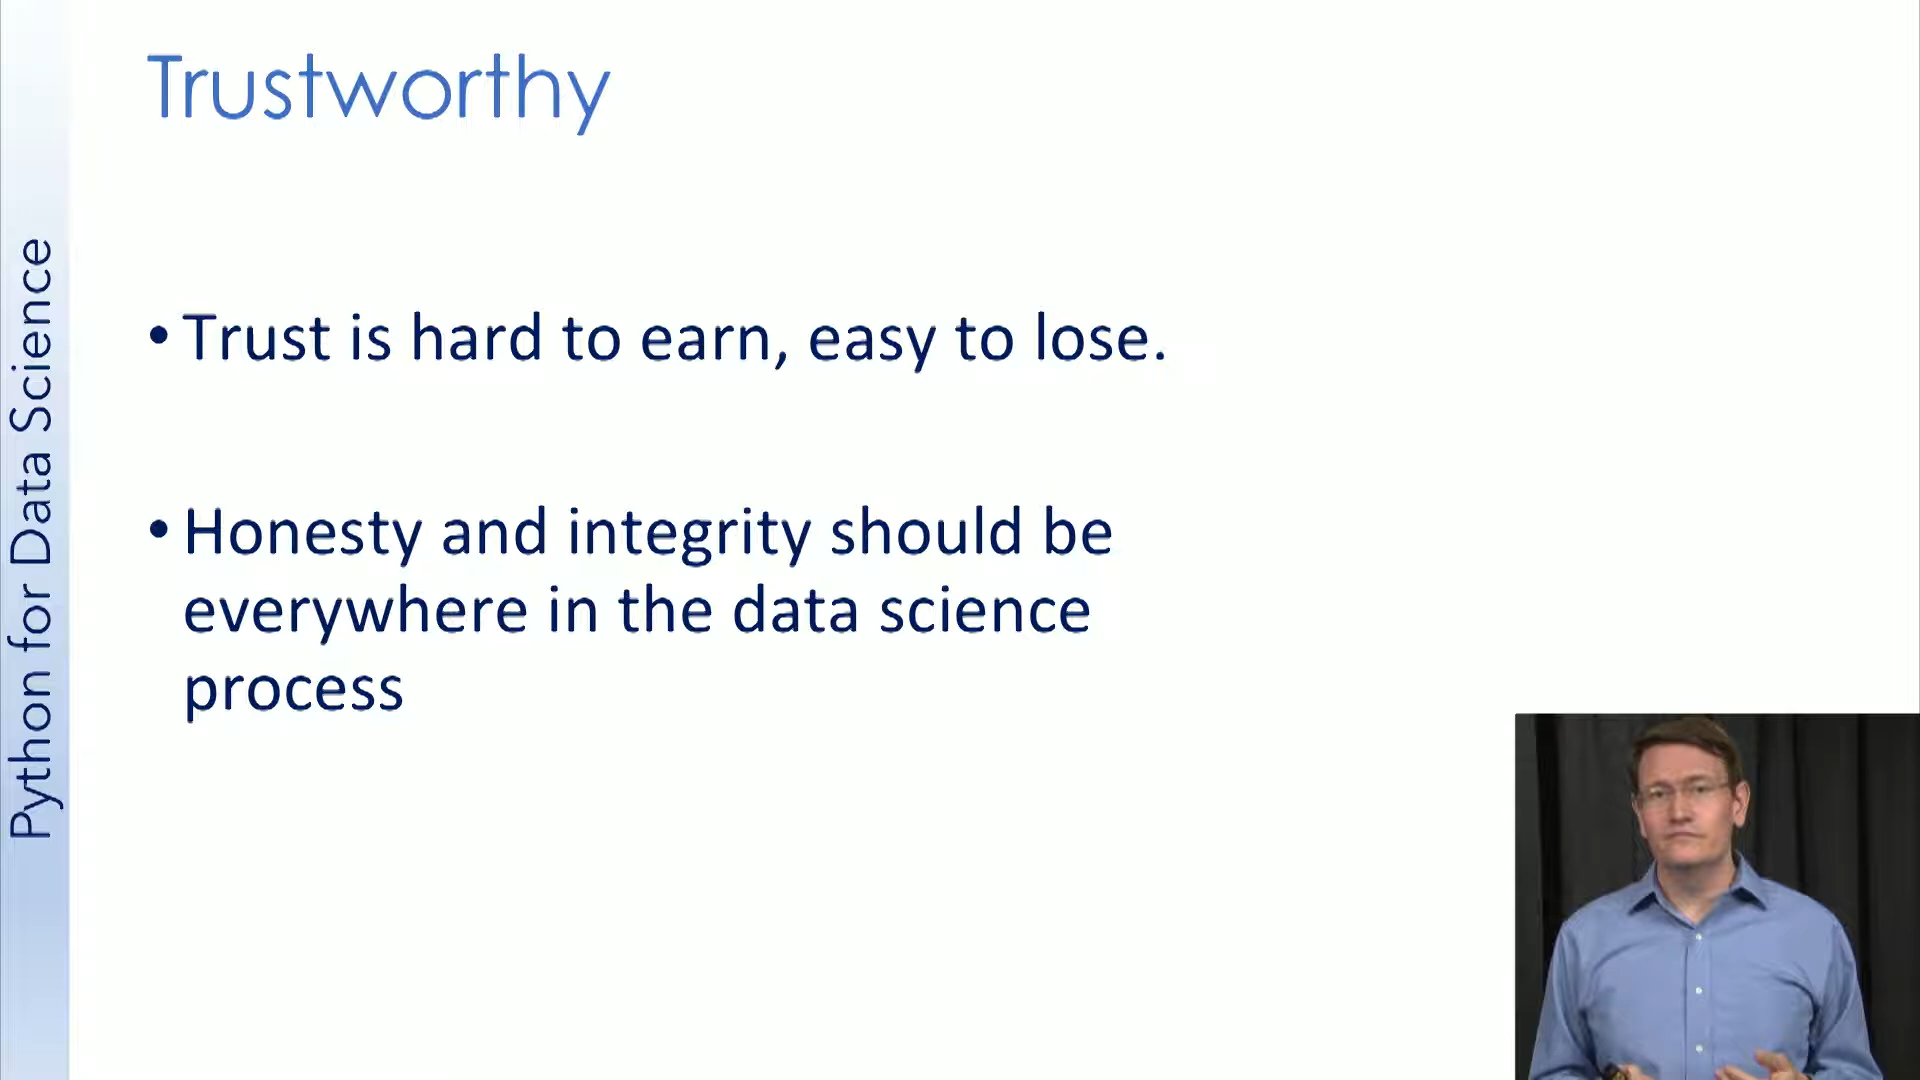 Trustworthy
• Trust is hard to earn, easy to lose.
• Honesty and integrity should be
everywhere in the data science
process
Python for Data Science